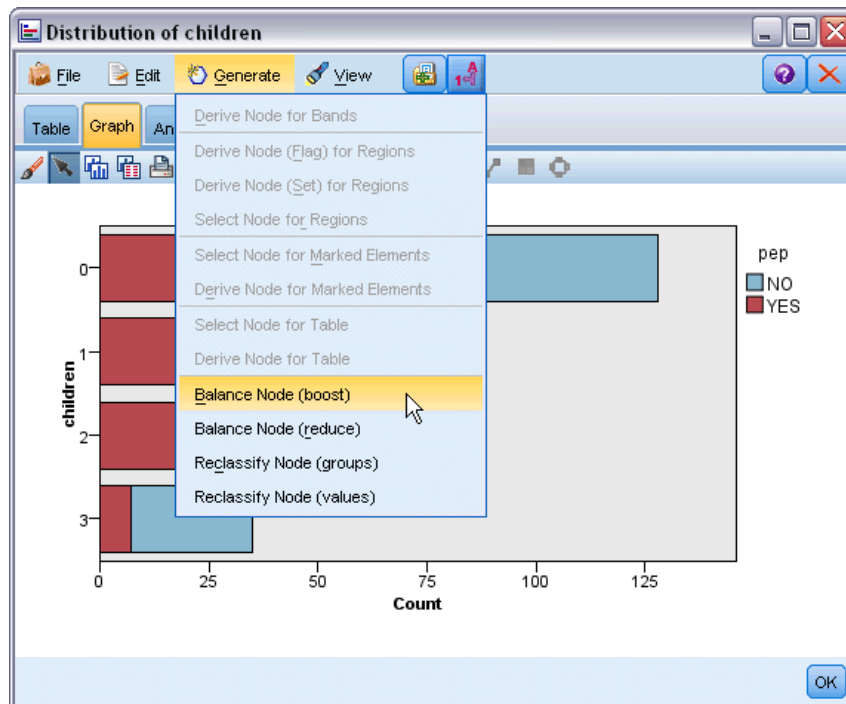 Distribution of children
File Edit Generate View
Table Graph An
Derive Node for Bands
Derive Node (Flag) for Regions
Derive Node (Set) for Regions
Select Node for Regions
Select Node for Marked Elements
Derive Node for Marked Elements
Select Node for Table
Derive Node for Table
Balance Node (boost)
Balance Node (reduce)
Reclassify Node (groups)
Reclassify Node (values)
children
0
1
2
3
0 25 50 75 100 125
Count
pep
NO
YES
OK